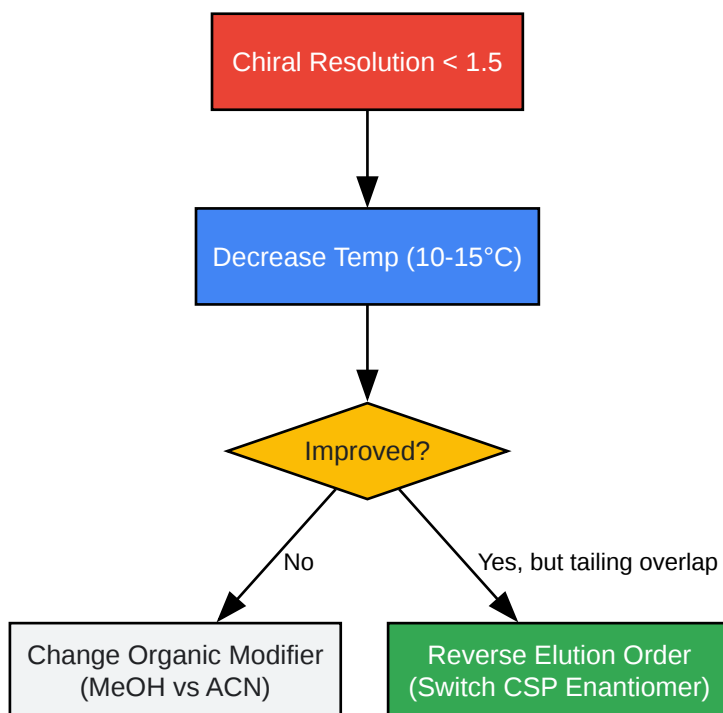 Chiral Resolution < 1.5
Decrease Temp (10-15°C)
Improved?
No
Yes, but tailing overlap
Change Organic Modifier
(MeOH vs ACN)
Reverse Elution Order
(Switch CSP Enantiomer)